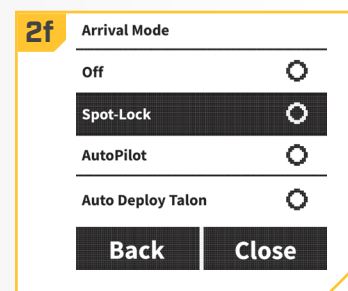 2f
Arrival Mode
Off
Spot-Lock
AutoPilot
Auto Deploy Talon
Back Close